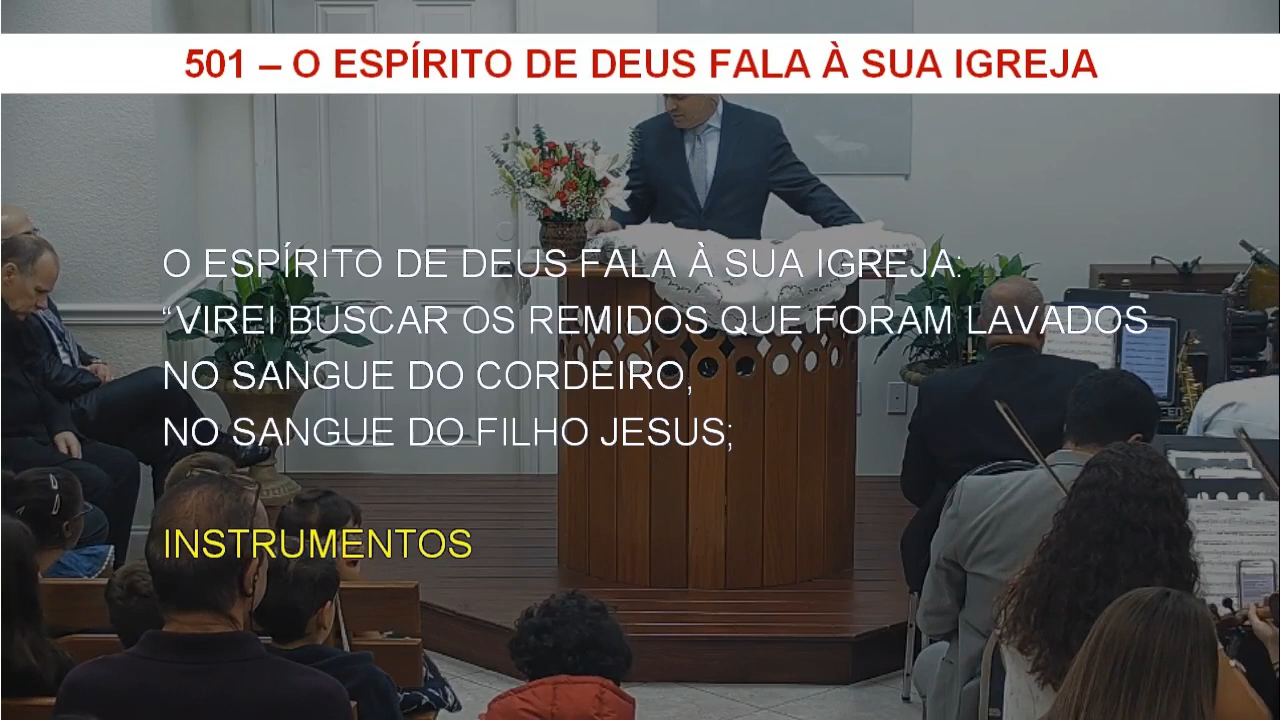 501 – O ESPÍRITO DE DEUS FALA À SUA IGREJA
O ESPÍRITO DE DEUS FALA À SUA IGREJA:
“VIREI BUSCAR OS REMIDOS QUE FORAM LAVADOS
NO SANGUE DO CORDEIRO,
NO SANGUE DO FILHO JESUS;
INSTRUMENTOS